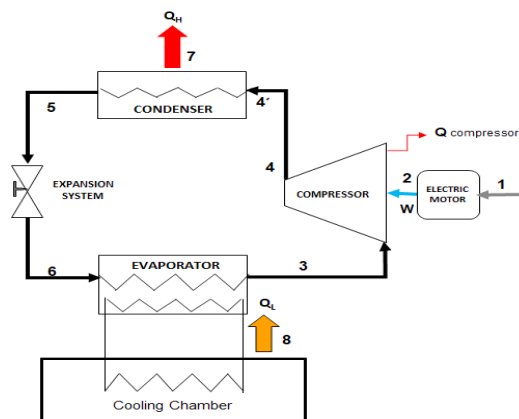 QH
7
CONDENSER
5
4´
Q compressor
4
EXPANSION
SYSTEM
COMPRESSOR
2
W
ELECTRIC
MOTOR
1
6
EVAPORATOR
3
QL
8
Cooling Chamber